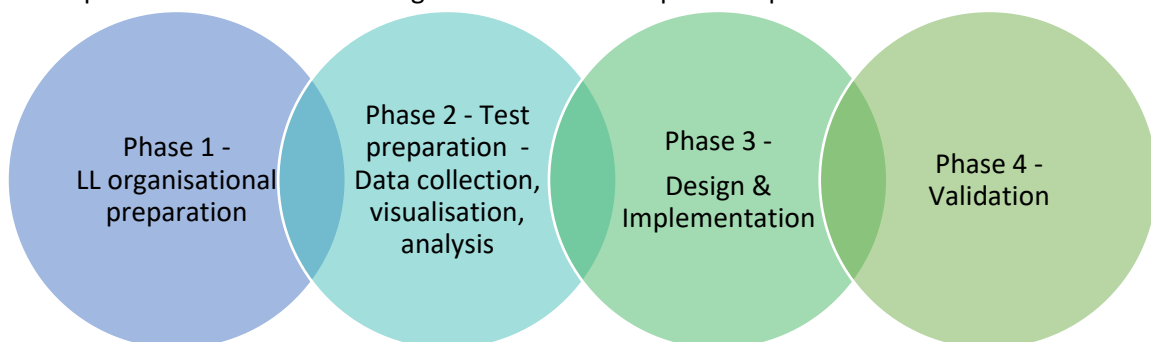 Phase 1 -
LL organisational
preparation
Phase 2 - Test
preparation -
Data collection,
visualisation,
analysis
Phase 3 -
Design &
Implementation
Phase 4 -
Validation